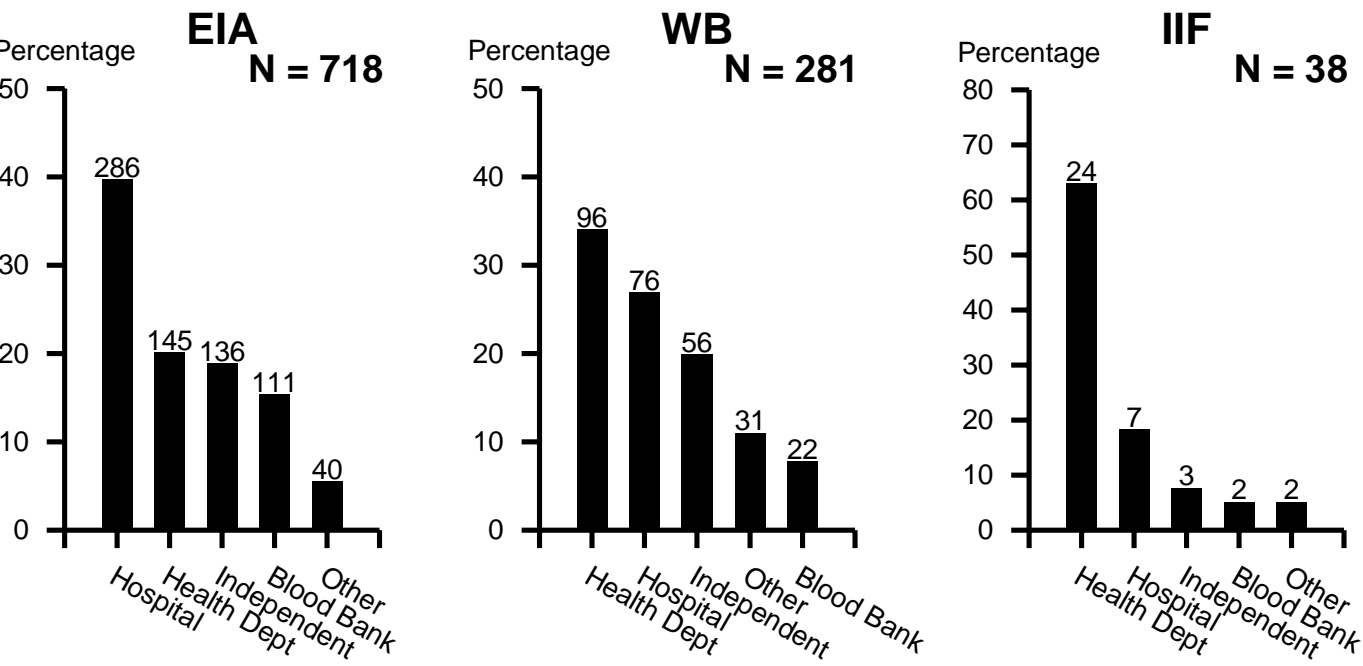 EIA
Percentage
N = 718
50
40
30
20
10
0
286
145
136
111
40
Hospital
Health Dept
Independent
Blood Bank
Other
WB
Percentage
N = 281
50
40
30
20
10
0
96
76
56
31
22
Health Dept
Hospital
Independent
Other
Blood Bank
IIF
Percentage
N = 38
80
70
60
50
40
30
20
10
0
24
7
3
2
2
Health Dept
Hospital
Independent
Blood Bank
Other